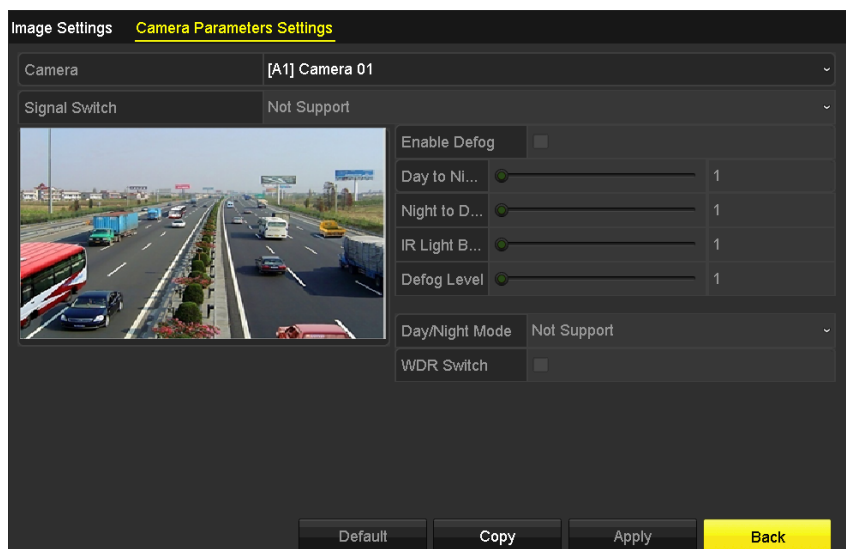 Image Settings Camera Parameters Settings
Camera [A1] Camera 01
Signal Switch Not Support
Enable Defog
Day to Ni... 1
Night to D... 1
IR Light B... 1
Defog Level 1
Day/Night Mode Not Support
WDR Switch
Default Copy Apply Back